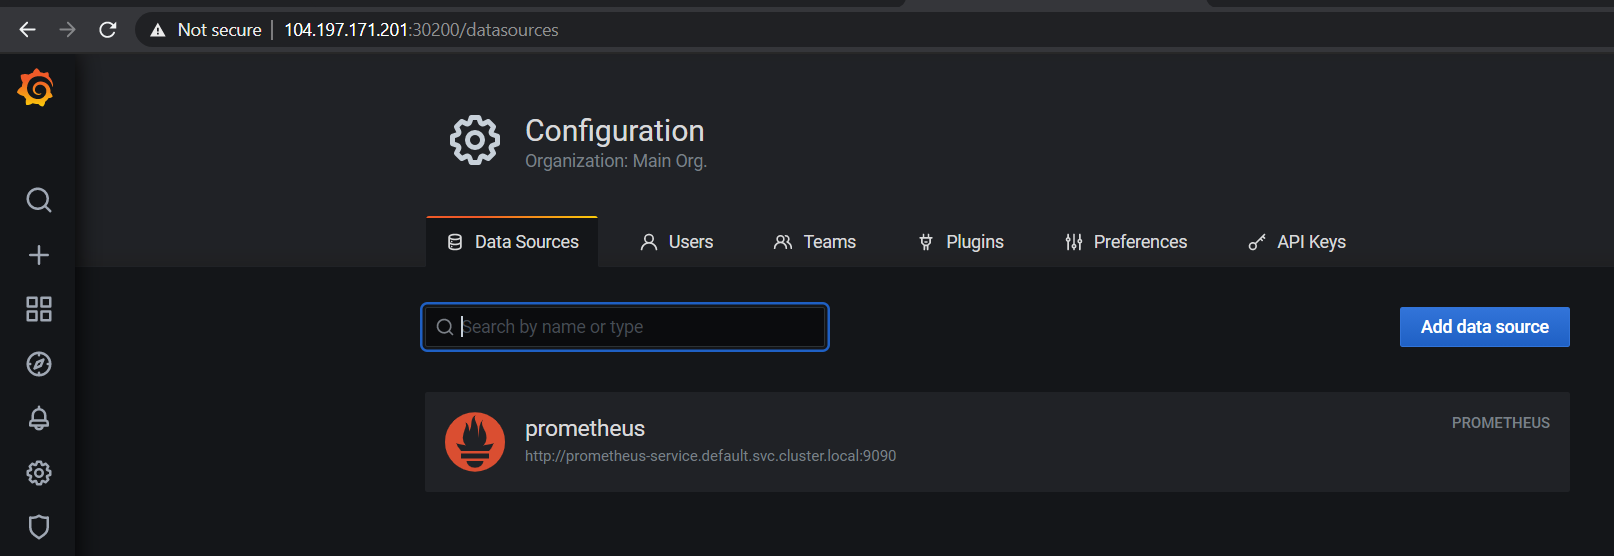 Not secure | 104.197.171.201:30200/datasources
Configuration
Organization: Main Org.
Data Sources Users Teams Plugins Preferences API Keys
Search by name or type Add data source
prometheus PROMETHEUS
http://prometheus-service.default.svc.cluster.local:9090